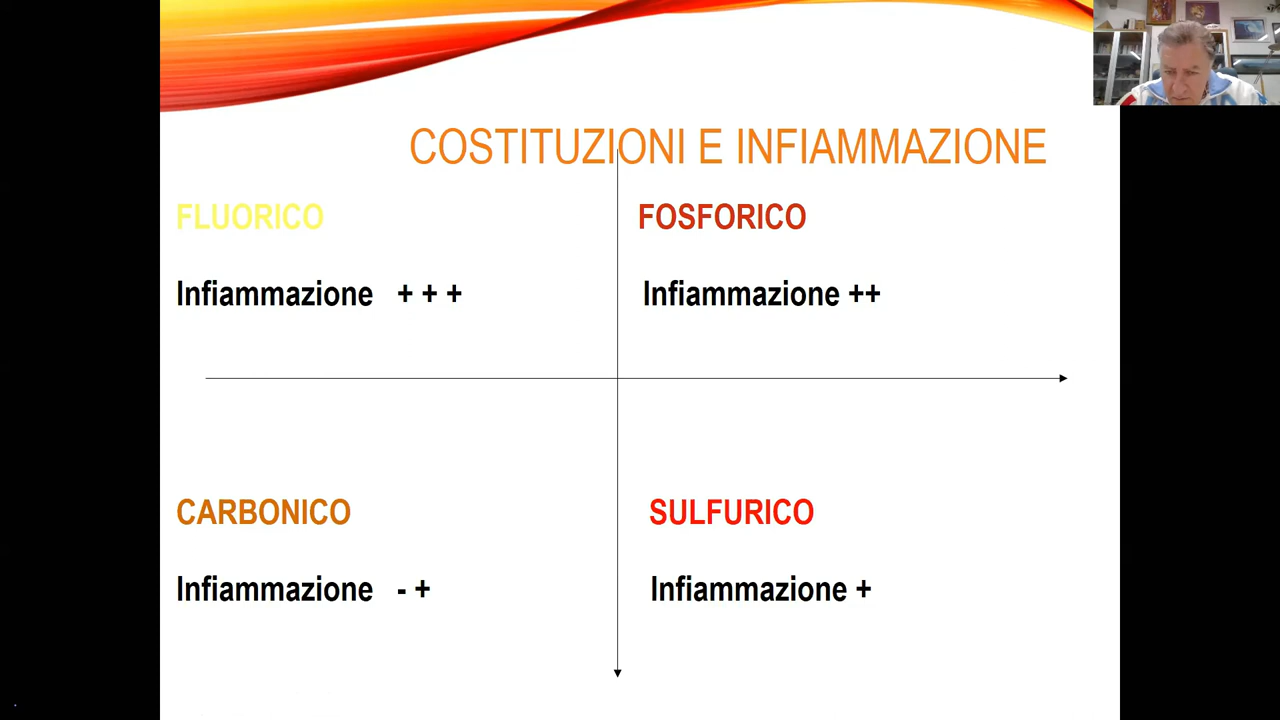 COSTITUZIONI E INFIAMMAZIONE
FLUORICO
Infiammazione + + +
FOSFORICO
Infiammazione ++
CARBONICO
Infiammazione - +
SULFURICO
Infiammazione +